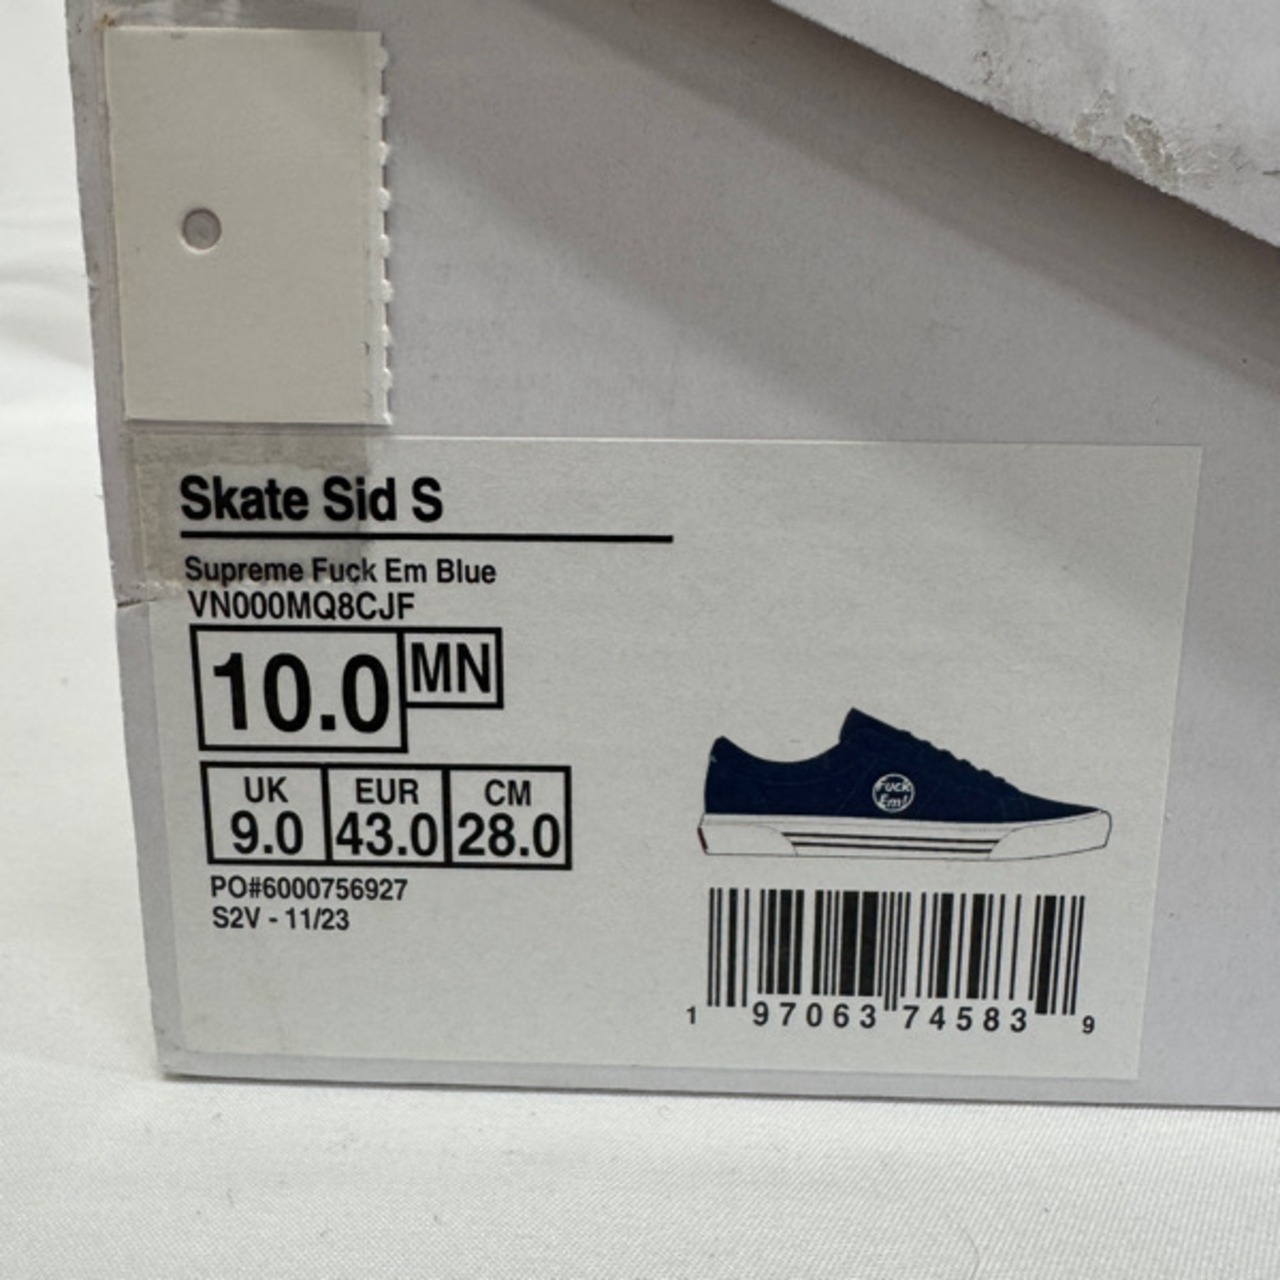 Skate Sid S
Supreme Fuck Em Blue
VN000MQ8CJF
10.0 MN
UK EUR CM
9.0 43.0 28.0
PO#6000756927
S2V - 11/23
Fuck
Em!
1 97063 74583 9